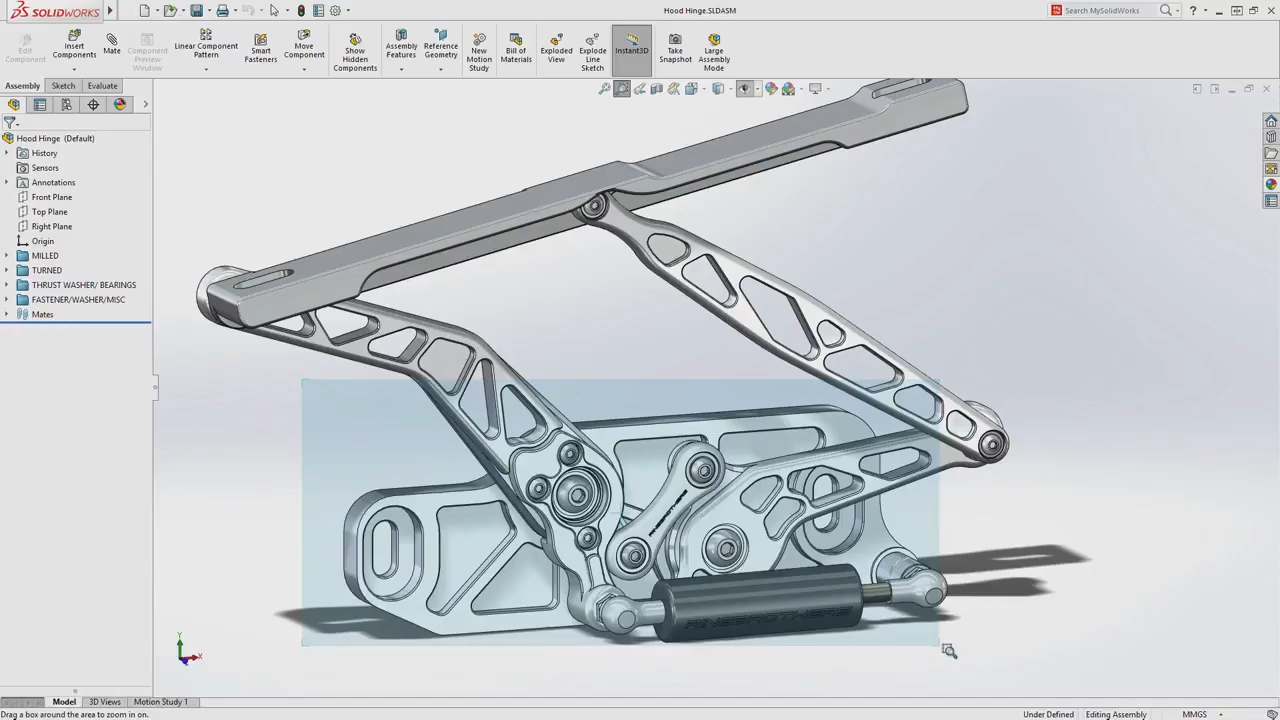 SOLIDWORKS
Hood Hinge.SLDASM
Search MySolidWorks
Edit Component
Insert Components
Mate
Component Preview Window
Linear Component Pattern
Smart Fasteners
Move Component
Show Hidden Components
Assembly Features
Reference Geometry
New Motion Study
Bill of Materials
Exploded View
Explode Line Sketch
Instant3D
Take Snapshot
Large Assembly Mode
Assembly
Sketch
Evaluate
Hood Hinge (Default)
History
Sensors
Annotations
Front Plane
Top Plane
Right Plane
Origin
MILLED
TURNED
THRUST WASHER/ BEARINGS
FASTENER/WASHER/MISC
Mates
RINGBROTHERS
RINGBROTHERS
Y
X
Model
3D Views
Motion Study 1
Drag a box around the area to zoom in on.
Under Defined
Editing Assembly
MMGS